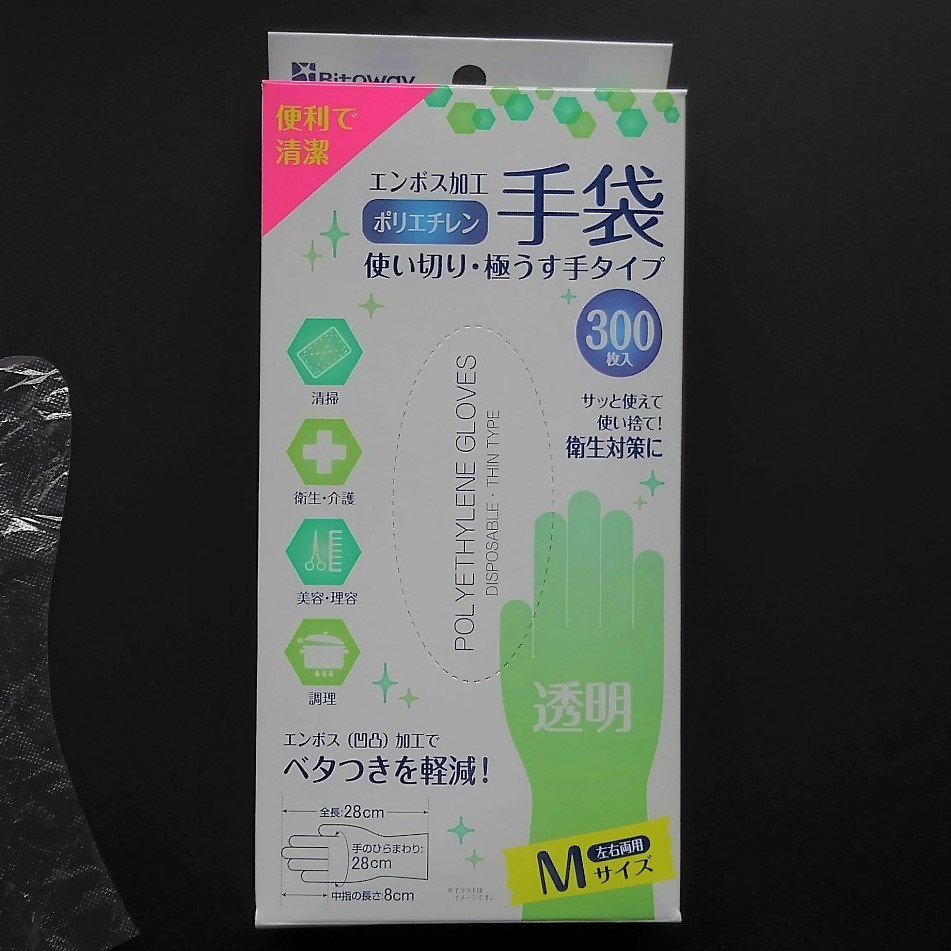 Bitoway
便利で
清潔
エンボス加工
ポリエチレン
手袋
使い切り・極うす手タイプ
300
枚入
サッと使えて
使い捨て!
衛生対策に
清掃
衛生・介護
美容・理容
調理
POLYETHYLENE GLOVES
DISPOSABLE・THIN TYPE
透明
エンボス（凹凸）加工で
ベタつきを軽減!
全長:28cm
手のひらまわり:
28cm
中指の長さ:8cm
※イラストは
イメージです。
M
左右両用
サイズ